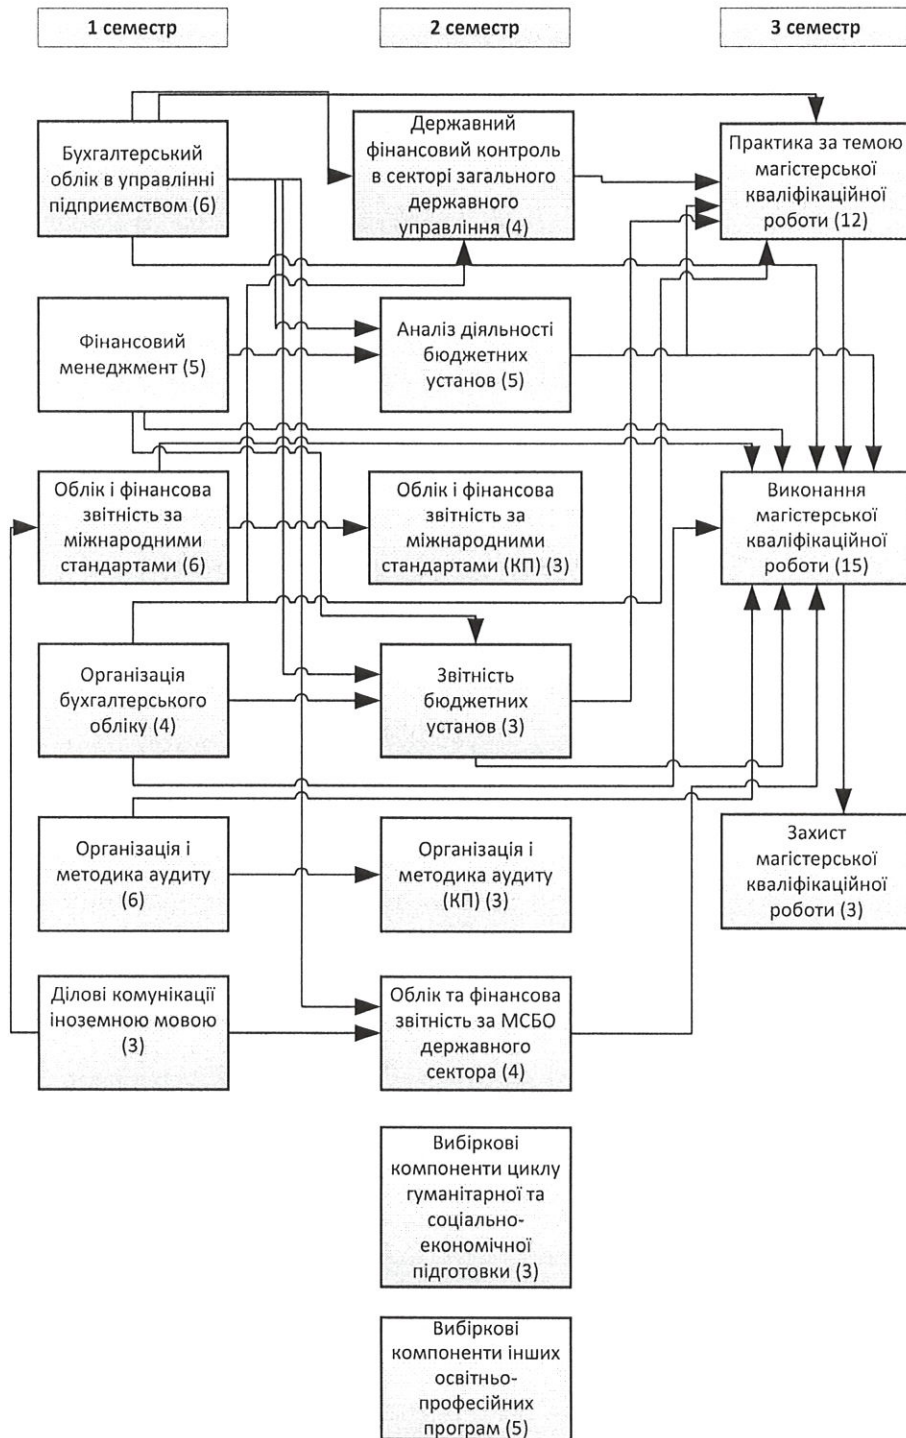 1 семестр
2 семестр
3 семестр
Бухгалтерський
облік в управлінні
підприємством (6)
Фінансовий
менеджмент (5)
Облік і фінансова
звітність за
міжнародними
стандартами (6)
Організація
бухгалтерського
обліку (4)
Організація і
методика аудиту
(6)
Ділові комунікації
іноземною мовою
(3)
Державний
фінансовий контроль
в секторі загального
державного
управління (4)
Аналіз діяльності
бюджетних
установ (5)
Облік і фінансова
звітність за
міжнародними
стандартами (КП) (3)
Звітність
бюджетних
установ (3)
Організація і
методика аудиту
(КП) (3)
Облік та фінансова
звітність за МСБО
державного
сектора (4)
Вибіркові
компоненти циклу
гуманітарної та
соціально-
економічної
підготовки (3)
Вибіркові
компоненти інших
освітньо-
професійних
програм (5)
Практика за темою
магістерської
кваліфікаційної
роботи (12)
Виконання
магістерської
кваліфікаційної
роботи (15)
Захист
магістерської
кваліфікаційної
роботи (3)